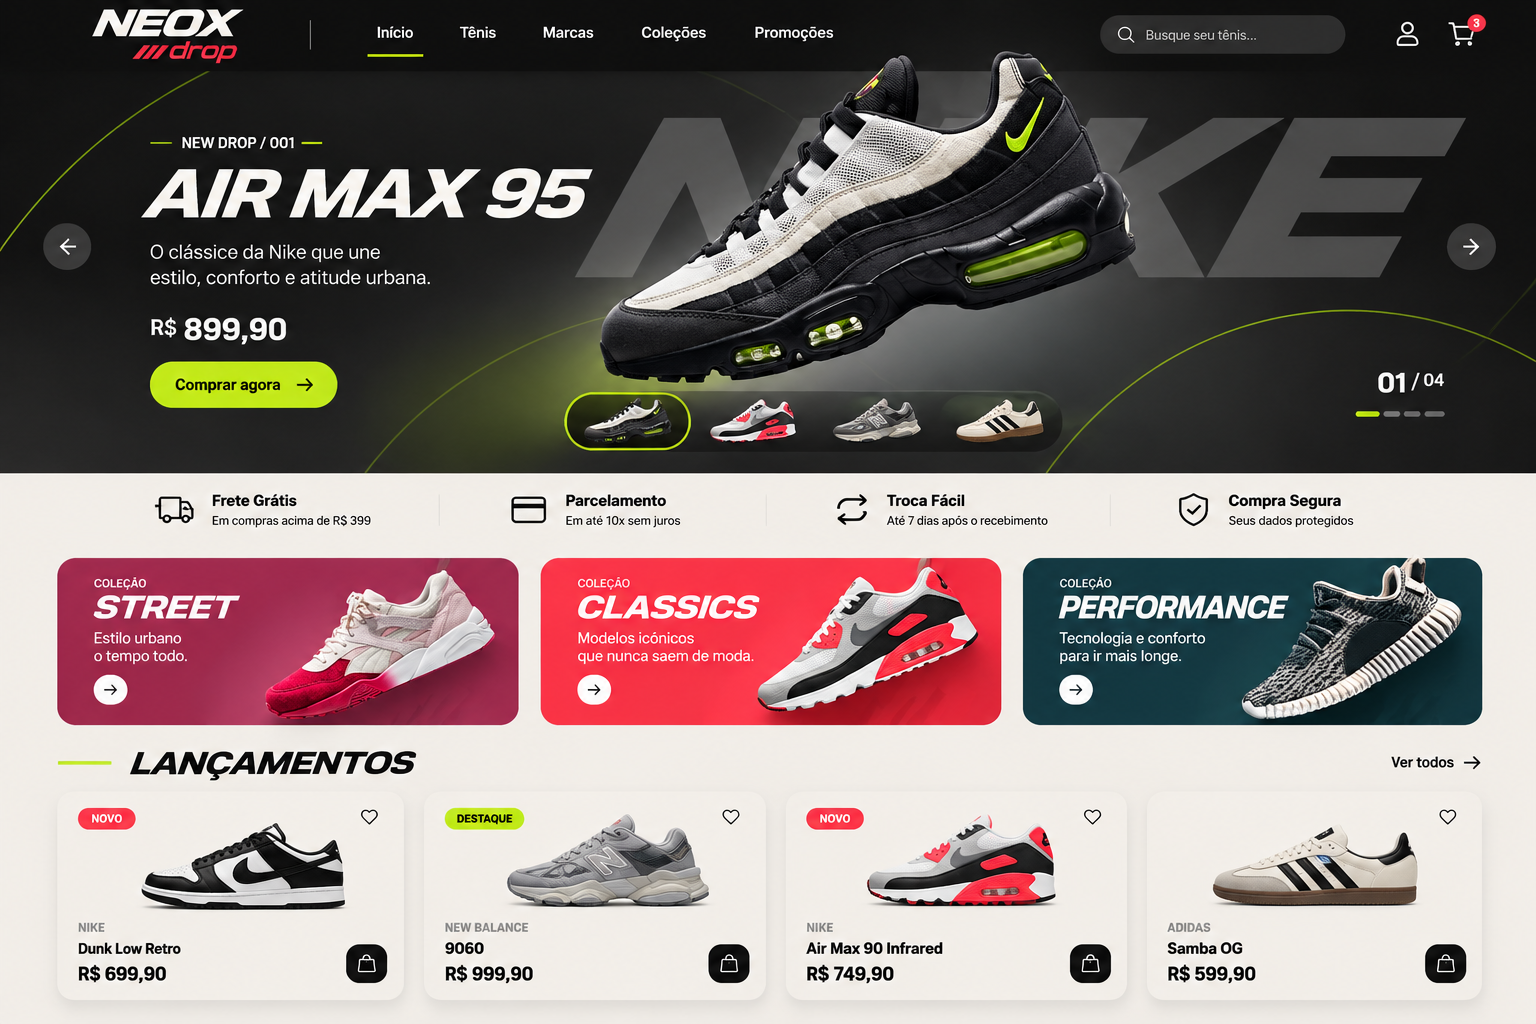 NEOX
///drop
Início
Tênis
Marcas
Coleções
Promoções
Busque seu tênis...
3
NIKE
NEW DROP / 001
AIR MAX 95
O clássice da Nike que une
estilo, conforto e atitude urbana.
R$ 899,90
Comprar agora
01 / 04
Frete Grátis
Em compras acima de R$ 399
Parcelamento
Em até 10x sem juros
Troca Fácil
Até 7 dias após o recebimento
Compra Segura
Seus dados protegidos
COLEÇÃO
STREET
Estilo urbano
o tempo todo.
COLEÇÃO
CLASSICS
Modelos icónicos
que nunca saem de moda.
COLEÇÃO
PERFORMANCE
Tecnologia e conforto
para ir mais longe.
LANÇAMENTOS
Ver todos
NOVO
NIKE
Dunk Low Retro
R$ 699,90
DESTAQUE
NEW BALANCE
9060
R$ 999,90
NOVO
NIKE
Air Max 90 Infrared
R$ 749,90
ADIDAS
Samba OG
R$ 599,90